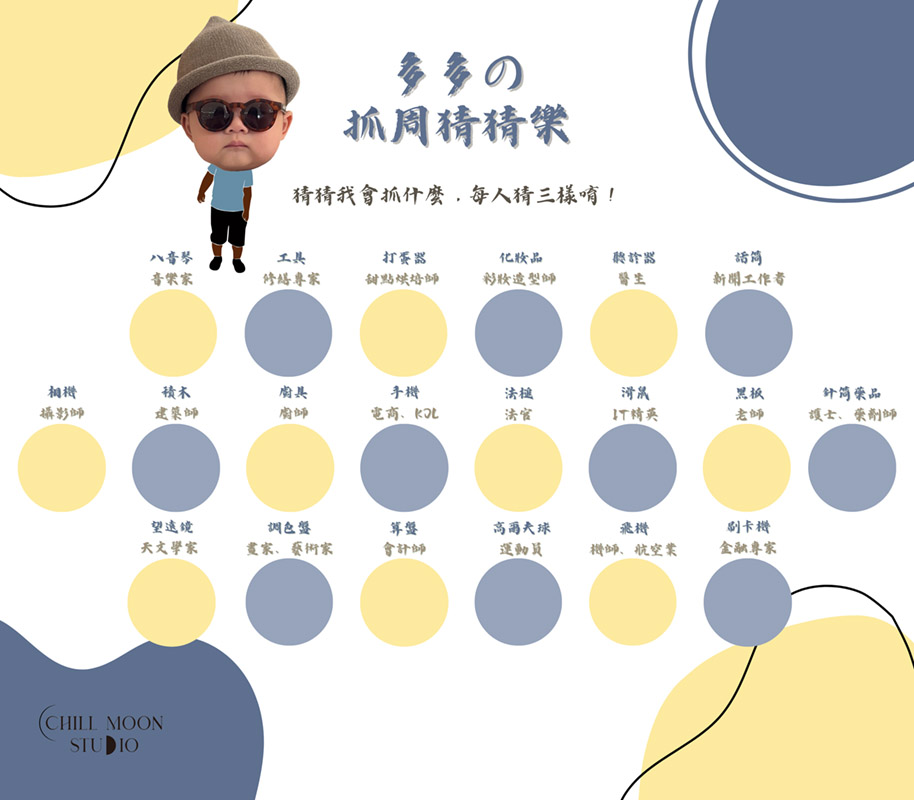 多多の
抓周猜猜樂
猜猜我會抓什麼，每人猜三樣唷！
八音琴 工具 打蛋器 化妝品 聽診器 話筒
音樂家 修繕專家 甜點烘培師 彩妝造型師 醫生 新聞工作者
相機 積木 廚具 手機 法槌 滑鼠 黑板 針筒藥品
攝影師 建築師 廚師 電商、KOL 法官 IT精英 老師 護士、藥劑師
望遠鏡 調色盤 算盤 高爾夫球 飛機 刷卡機
天文學家 畫家、藝術家 會計師 運動員 機師、航空業 金融專家
CHILL MOON
STUDIO